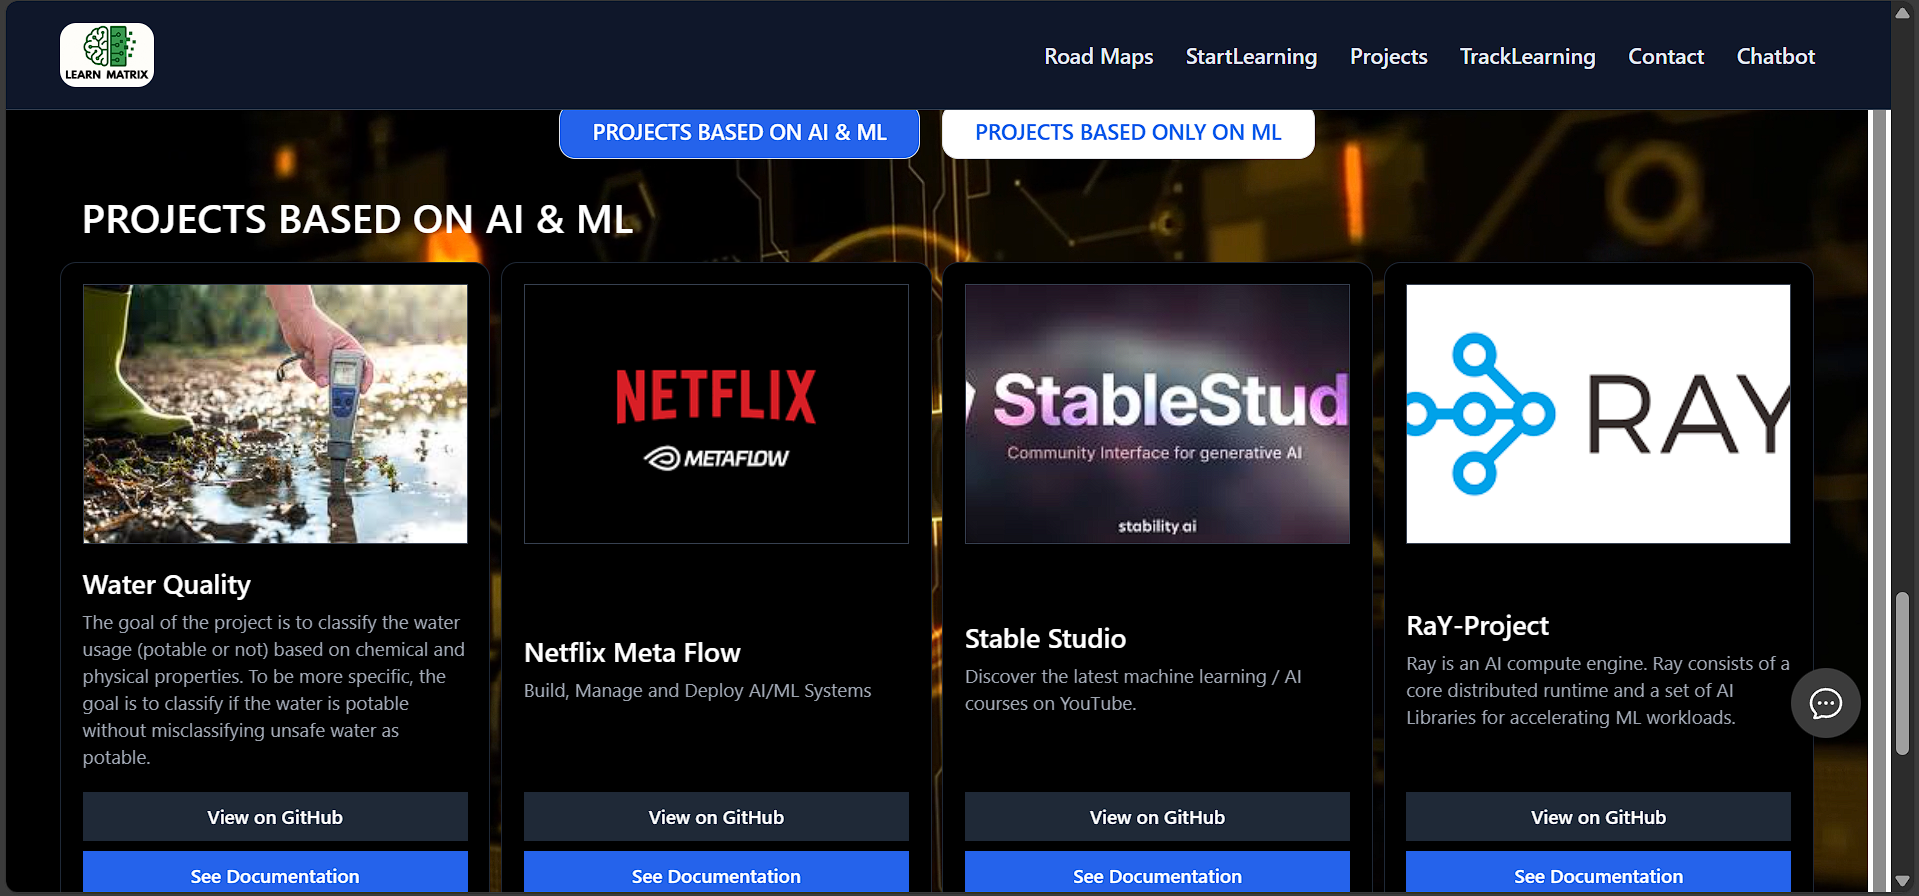 LEARN MATRIX
Road Maps StartLearning Projects TrackLearning Contact Chatbot
PROJECTS BASED ON AI & ML
PROJECTS BASED ONLY ON ML
PROJECTS BASED ON AI & ML
Water Quality
The goal of the project is to classify the water
usage (potable or not) based on chemical and
physical properties. To be more specific, the
goal is to classify if the water is potable
without misclassifying unsafe water as
potable.
View on GitHub
See Documentation
NETFLIX
METAFLOW
Netflix Meta Flow
Build, Manage and Deploy AI/ML Systems
View on GitHub
See Documentation
StableStud
Community Interface for generative AI
stability ai
Stable Studio
Discover the latest machine learning / AI
courses on YouTube.
View on GitHub
See Documentation
RAY
RaY-Project
Ray is an AI compute engine. Ray consists of a
core distributed runtime and a set of AI
Libraries for accelerating ML workloads.
View on GitHub
See Documentation